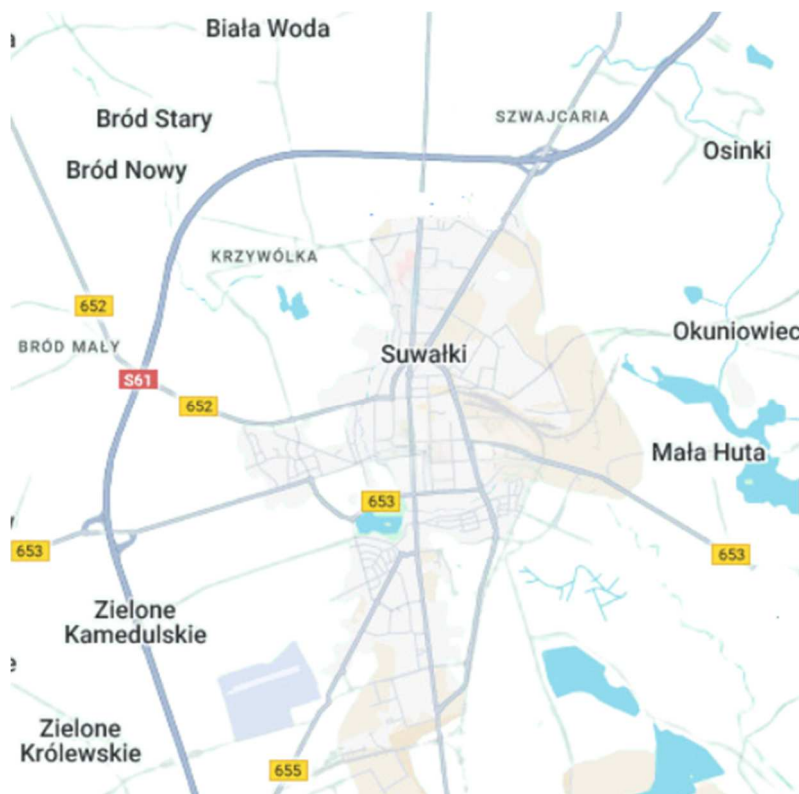 Biała Woda
Bród Stary
SZWAJCARIA
Osinki
Bród Nowy
KRZYWÓLKA
652
Okuniowiec
BRÓD MAŁY
Suwałki
S61
652
Mała Huta
653
653
653
Zielone
Kamedulskie
Zielone
Królewskie
655